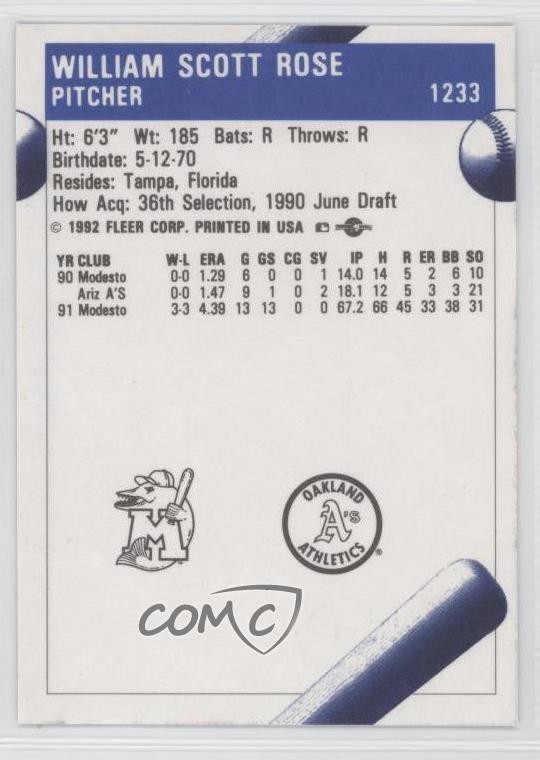 WILLIAM SCOTT ROSE
PITCHER 1233
Ht: 6'3" Wt: 185 Bats: R Throws: R
Birthdate: 5-12-70
Resides: Tampa, Florida
How Acq: 36th Selection, 1990 June Draft
© 1992 FLEER CORP. PRINTED IN USA
YR CLUB W-L ERA G GS CG SV IP H R ER BB SO
90 Modesto 0-0 1.29 6 0 0 1 14.0 14 5 2 6 10
Ariz A'S 0-0 1.47 9 1 0 2 18.1 12 5 3 3 21
91 Modesto 3-3 4.39 13 13 0 0 67.2 66 45 33 38 31
M
OAKLAND
A's
ATHLETICS ®
COMC